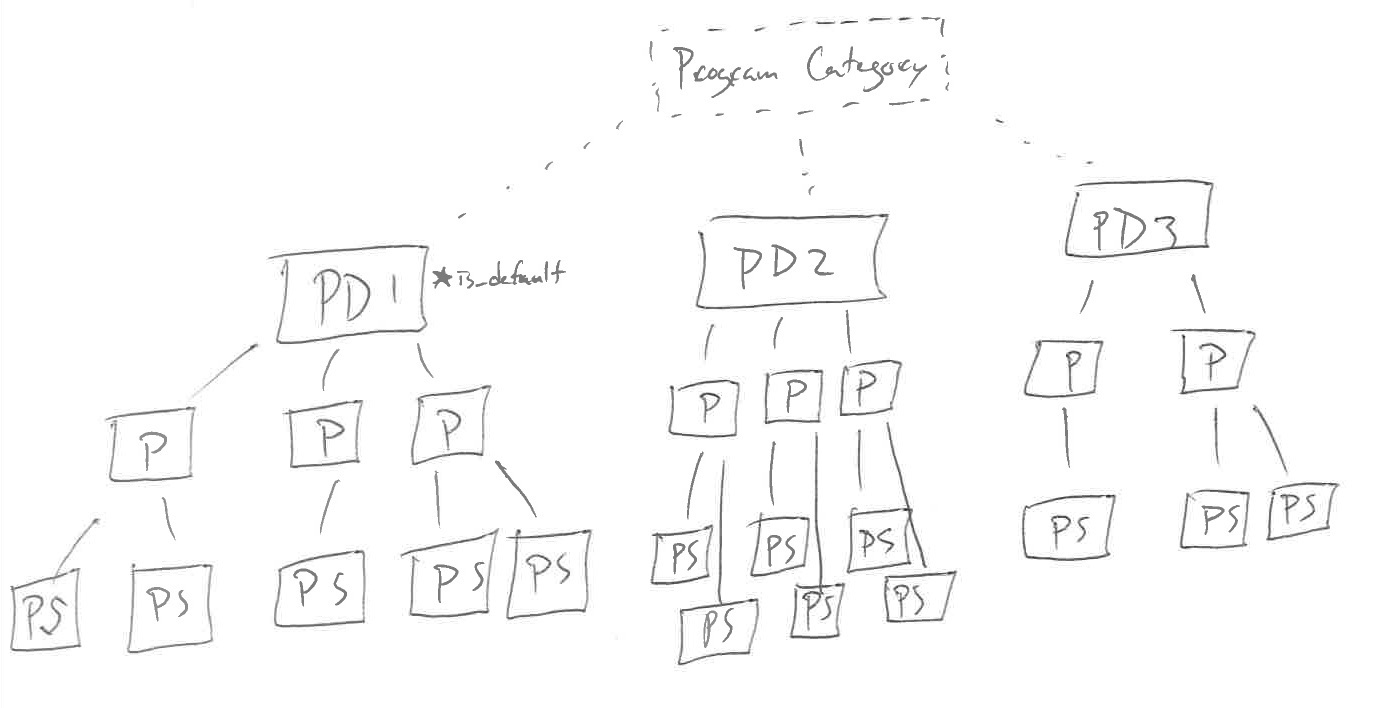 Program Category
PD1 ★ is_default
PD2
PD3
P P P
P P P
P P
PS PS PS PS PS
PS PS PS
PS PS PS
PS PS PS